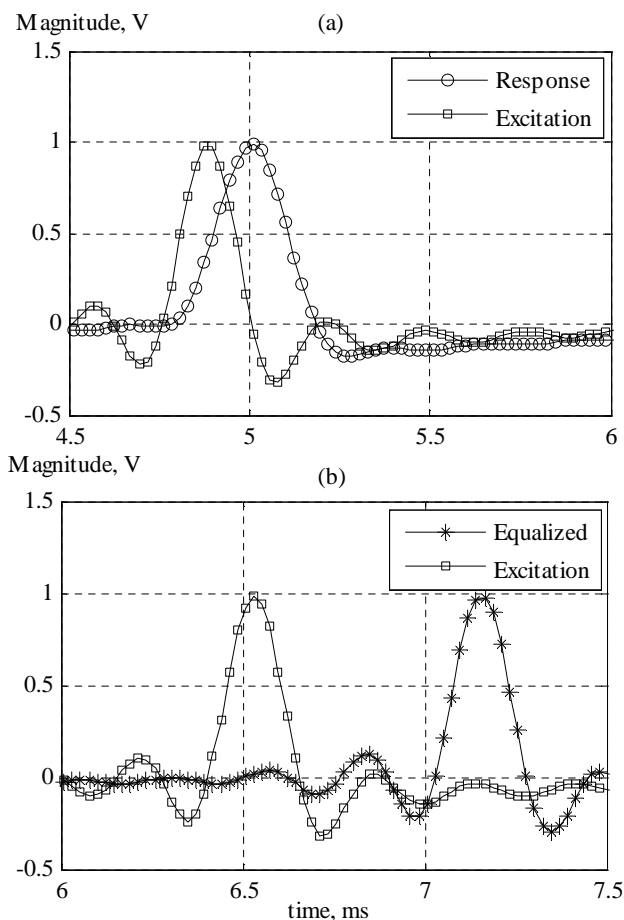 Magnitude, V
(a)
1.5
Response
Excitation
1
0.5
0
-0.5
4.5
5
5.5
6
Magnitude, V
(b)
1.5
Equalized
Excitation
1
0.5
0
-0.5
6
6.5
7
7.5
time, ms